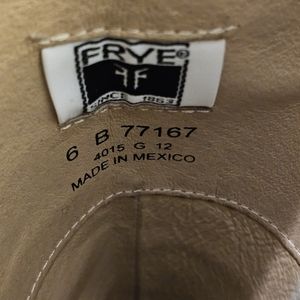 FRYE®
FF
SINCE 1863
6 B 77167
4015 G 12
MADE IN MEXICO